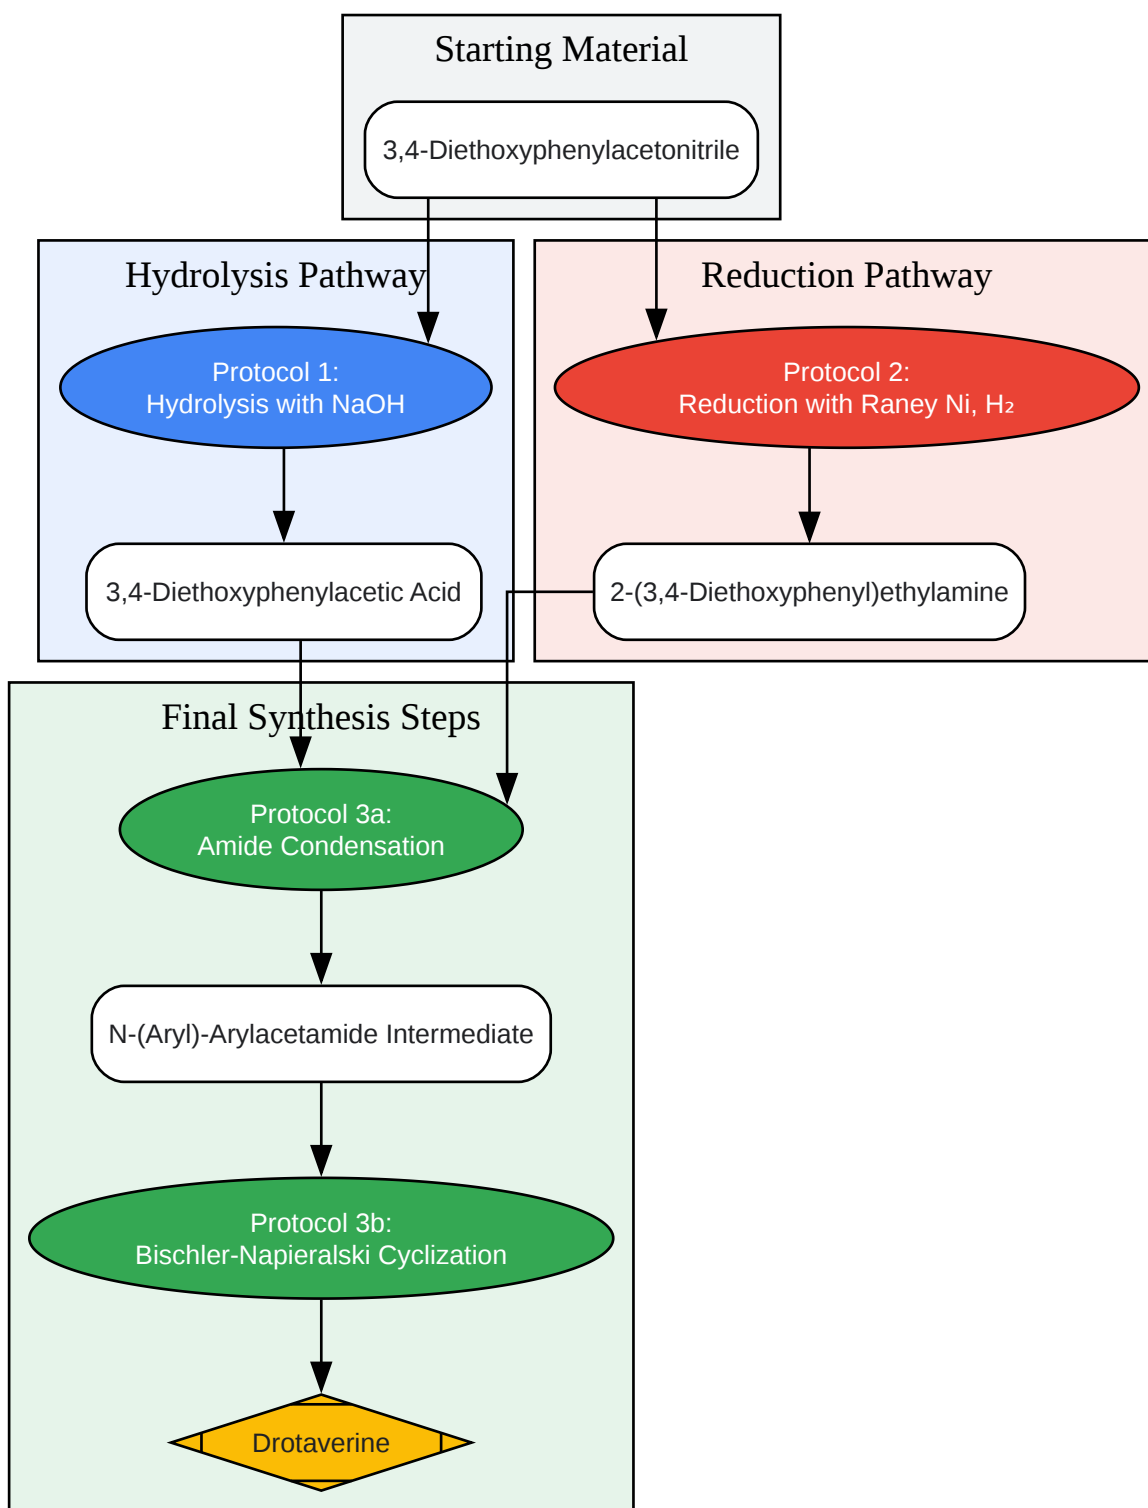 Starting Material
3,4-Diethoxyphenylacetonitrile
Hydrolysis Pathway
Reduction Pathway
Protocol 1:
Hydrolysis with NaOH
Protocol 2:
Reduction with Raney Ni, H₂
3,4-Diethoxyphenylacetic Acid
2-(3,4-Diethoxyphenyl)ethylamine
Final Synthesis Steps
Protocol 3a:
Amide Condensation
N-(Aryl)-Arylacetamide Intermediate
Protocol 3b:
Bischler-Napieralski Cyclization
Drotaverine